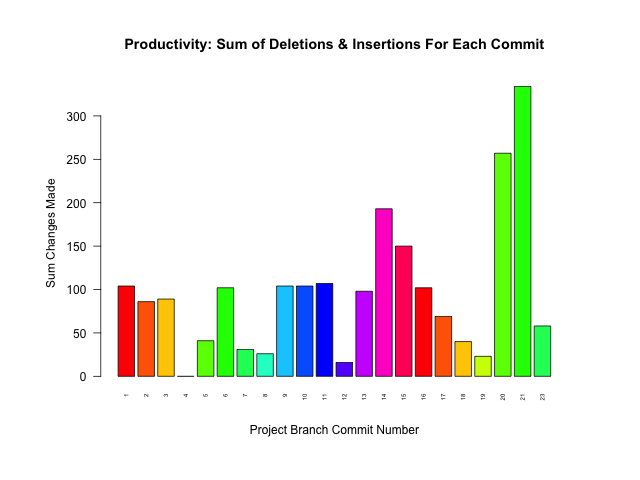 Productivity: Sum of Deletions & Insertions For Each Commit
Sum Changes Made
300
250
200
150
100
50
0
1 2 3 4 5 6 7 8 9 10 11 12 13 14 15 16 17 18 19 20 21 23
Project Branch Commit Number